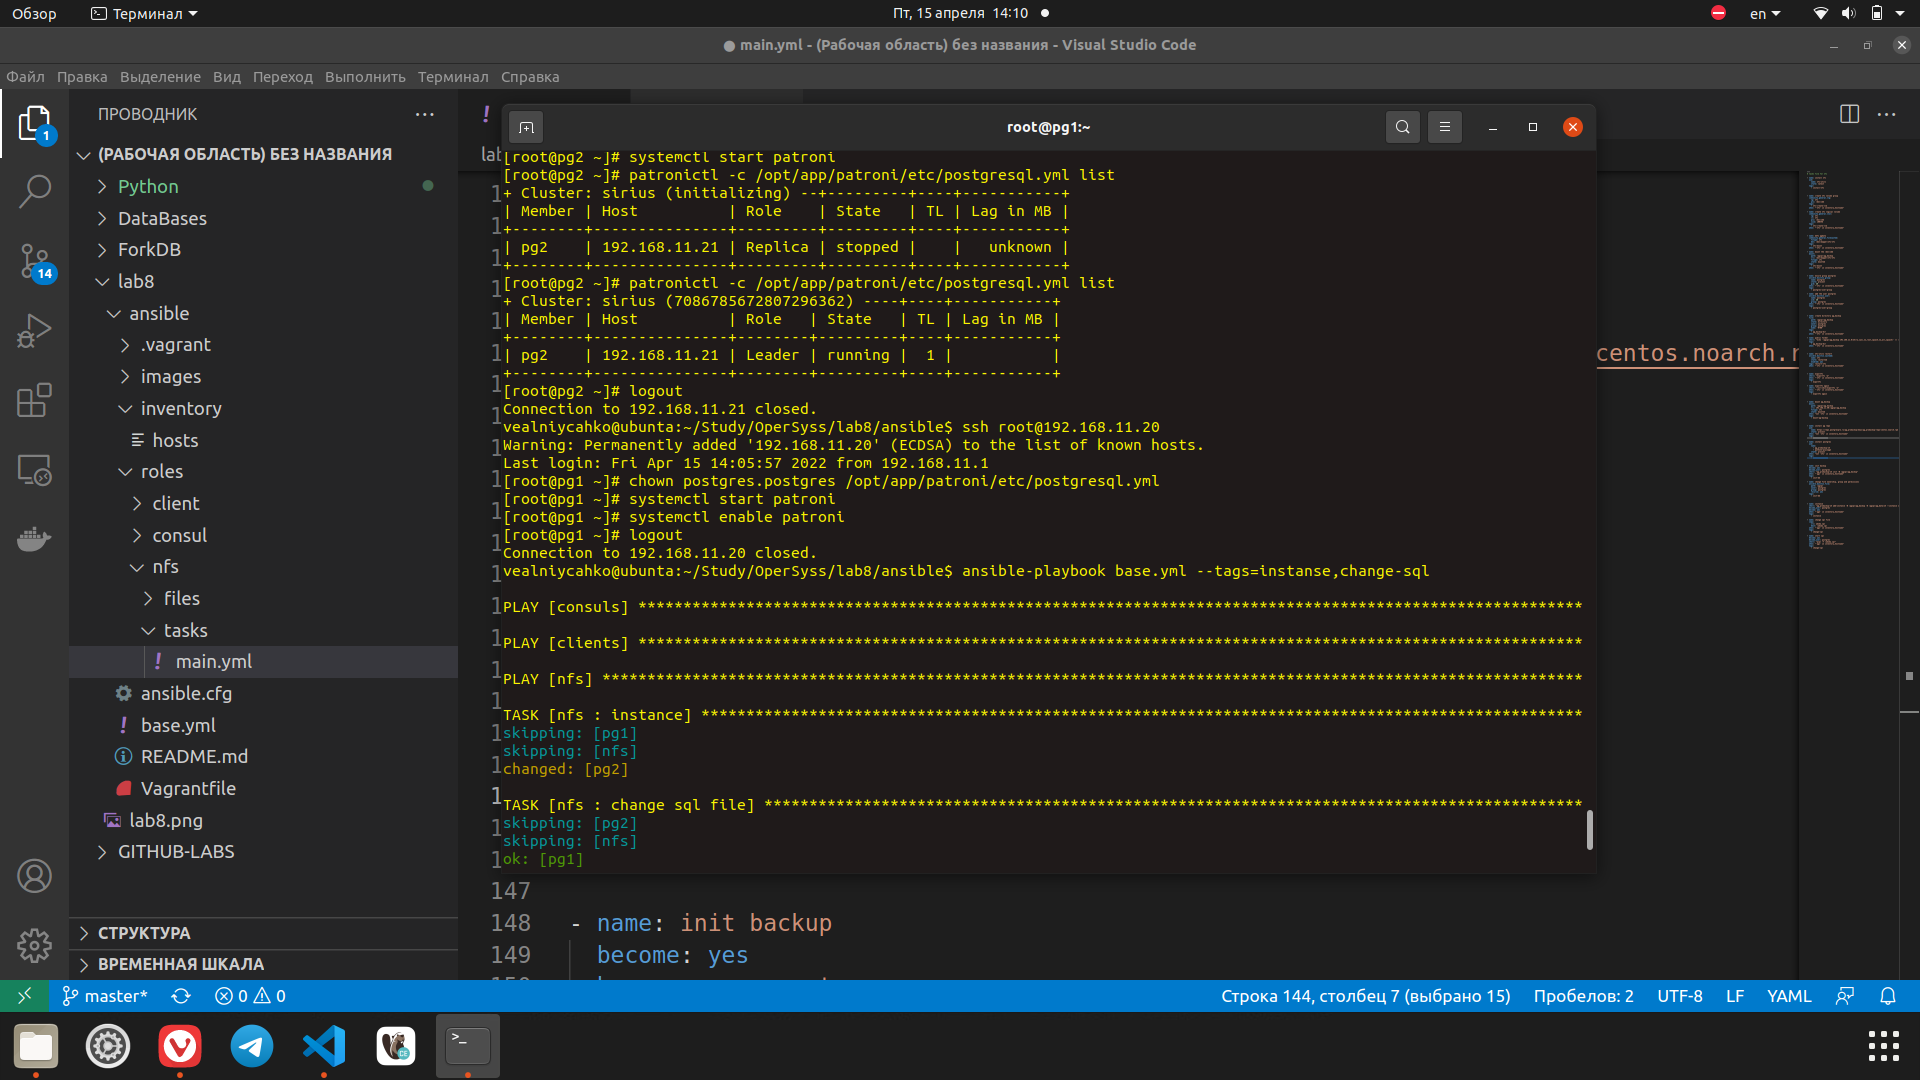 Обзор
Терминал
Пт, 15 апреля 14:10
en
● main.yml - (Рабочая область) без названия - Visual Studio Code
Файл Правка Выделение Вид Переход Выполнить Терминал Справка
ПРОВОДНИК
(РАБОЧАЯ ОБЛАСТЬ) БЕЗ НАЗВАНИЯ
Python
DataBases
ForkDB
lab8
ansible
.vagrant
images
inventory
hosts
roles
client
consul
nfs
files
tasks
! main.yml
ansible.cfg
! base.yml
README.md
Vagrantfile
lab8.png
GITHUB-LABS
СТРУКТУРА
ВРЕМЕННАЯ ШКАЛА
1
14
root@pg1:~
[root@pg2 ~]# systemctl start patroni
[root@pg2 ~]# patronictl -c /opt/app/patroni/etc/postgresql.yml list
+ Cluster: sirius (initializing) --+---------+----+-----------+
| Member | Host          | Role    | State   | TL | Lag in MB |
+--------+---------------+---------+---------+----+-----------+
| pg2    | 192.168.11.21 | Replica | stopped |    |   unknown |
+--------+---------------+---------+---------+----+-----------+
[root@pg2 ~]# patronictl -c /opt/app/patroni/etc/postgresql.yml list
+ Cluster: sirius (7086785672807296362) ----+----+-----------+
| Member | Host          | Role   | State   | TL | Lag in MB |
+--------+---------------+--------+---------+----+-----------+
| pg2    | 192.168.11.21 | Leader | running |  1 |           |
+--------+---------------+--------+---------+----+-----------+
[root@pg2 ~]# logout
Connection to 192.168.11.21 closed.
vealniycahko@ubunta:~/Study/OperSyss/lab8/ansible$ ssh root@192.168.11.20
Warning: Permanently added '192.168.11.20' (ECDSA) to the list of known hosts.
Last login: Fri Apr 15 14:05:57 2022 from 192.168.11.1
[root@pg1 ~]# chown postgres.postgres /opt/app/patroni/etc/postgresql.yml
[root@pg1 ~]# systemctl start patroni
[root@pg1 ~]# systemctl enable patroni
[root@pg1 ~]# logout
Connection to 192.168.11.20 closed.
vealniycahko@ubunta:~/Study/OperSyss/lab8/ansible$ ansible-playbook base.yml --tags=instanse,change-sql
PLAY [consuls] *********************************************************************************************************
PLAY [clients] *********************************************************************************************************
PLAY [nfs] *************************************************************************************************************
TASK [nfs : instance] **************************************************************************************************
skipping: [pg1]
skipping: [nfs]
changed: [pg2]
TASK [nfs : change sql file] *******************************************************************************************
skipping: [pg2]
skipping: [nfs]
ok: [pg1]
centos.noarch.r
147
148 - name: init backup
149 become: yes
master*
0 0
Строка 144, столбец 7 (выбрано 15) Пробелов: 2 UTF-8 LF YAML